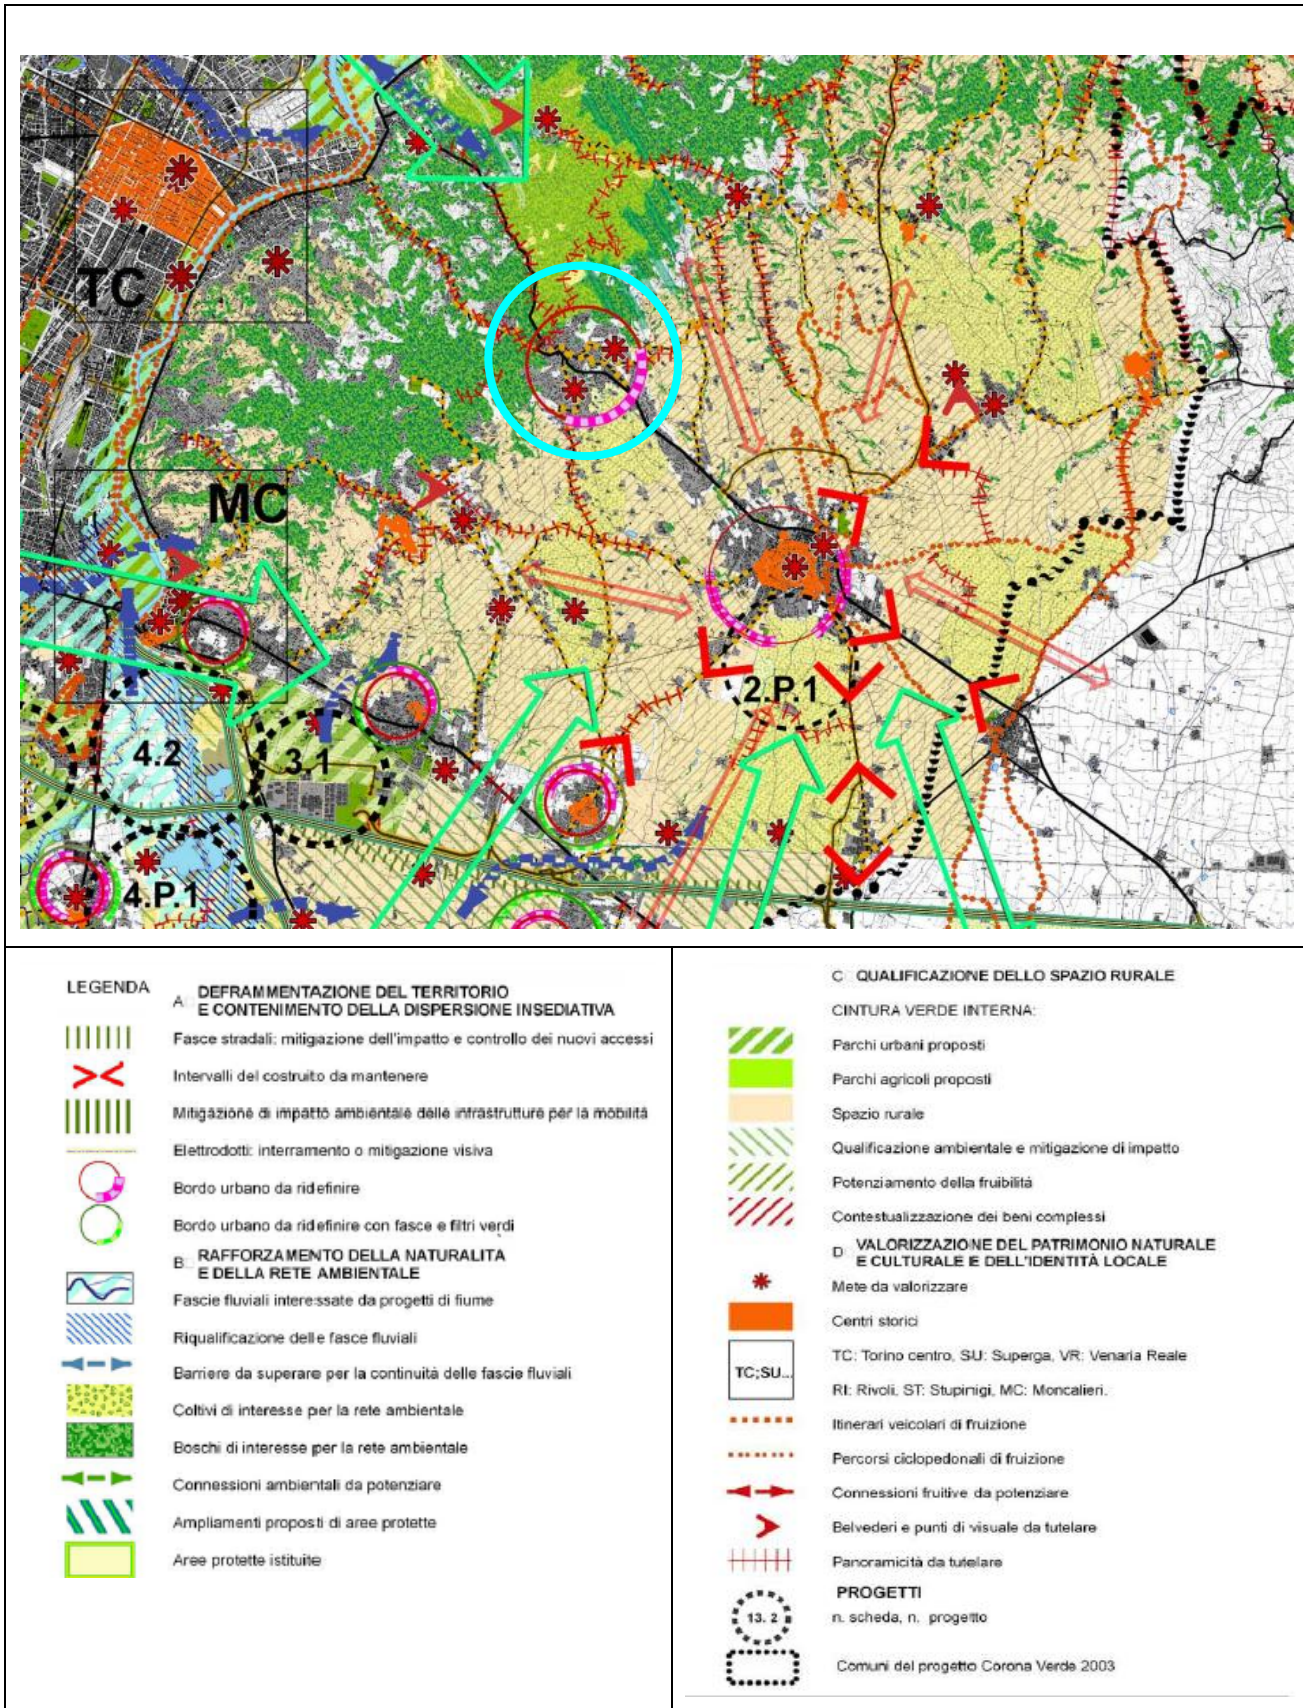 TC
MC
2.P.1
4.2
3.1
4.P.1
LEGENDA
A DEFRAMMENTAZIONE DEL TERRITORIO
E CONTENIMENTO DELLA DISPERSIONE INSEDIATIVA
Fasce stradali: mitigazione dell'impatto e controllo dei nuovi accessi
Intervalli del costruito da mantenere
Mitigazione di impatto ambientale delle infrastrutture per la mobilità
Elettrodotti: interramento o mitigazione visiva
Bordo urbano da ridefinire
Bordo urbano da ridefinire con fasce e filtri verdi
B RAFFORZAMENTO DELLA NATURALITA
E DELLA RETE AMBIENTALE
Fascie fluviali interessate da progetti di fiume
Riqualificazione delle fasce fluviali
Barriere da superare per la continuità delle fascie fluviali
Coltivi di interesse per la rete ambientale
Boschi di interesse per la rete ambientale
Connessioni ambientali da potenziare
Ampliamenti proposti di aree protette
Aree protette istituite
C QUALIFICAZIONE DELLO SPAZIO RURALE
CINTURA VERDE INTERNA:
Parchi urbani proposti
Parchi agricoli proposti
Spazio rurale
Qualificazione ambientale e mitigazione di impatto
Potenziamento della fruibilità
Contestualizzazione dei beni complessi
D VALORIZZAZIONE DEL PATRIMONIO NATURALE
E CULTURALE E DELL'IDENTITÀ LOCALE
Mete da valorizzare
Centri storici
TC;SU...
TC: Torino centro, SU: Superga, VR: Venaria Reale
RI: Rivoli, ST: Stupinigi, MC: Moncalieri.
Itinerari veicolari di fruizione
Percorsi ciclopedonali di fruizione
Connessioni fruitive da potenziare
Belvederi e punti di visuale da tutelare
Panoramicità da tutelare
PROGETTI
13. 2
n. scheda, n. progetto
Comuni del progetto Corona Verde 2003